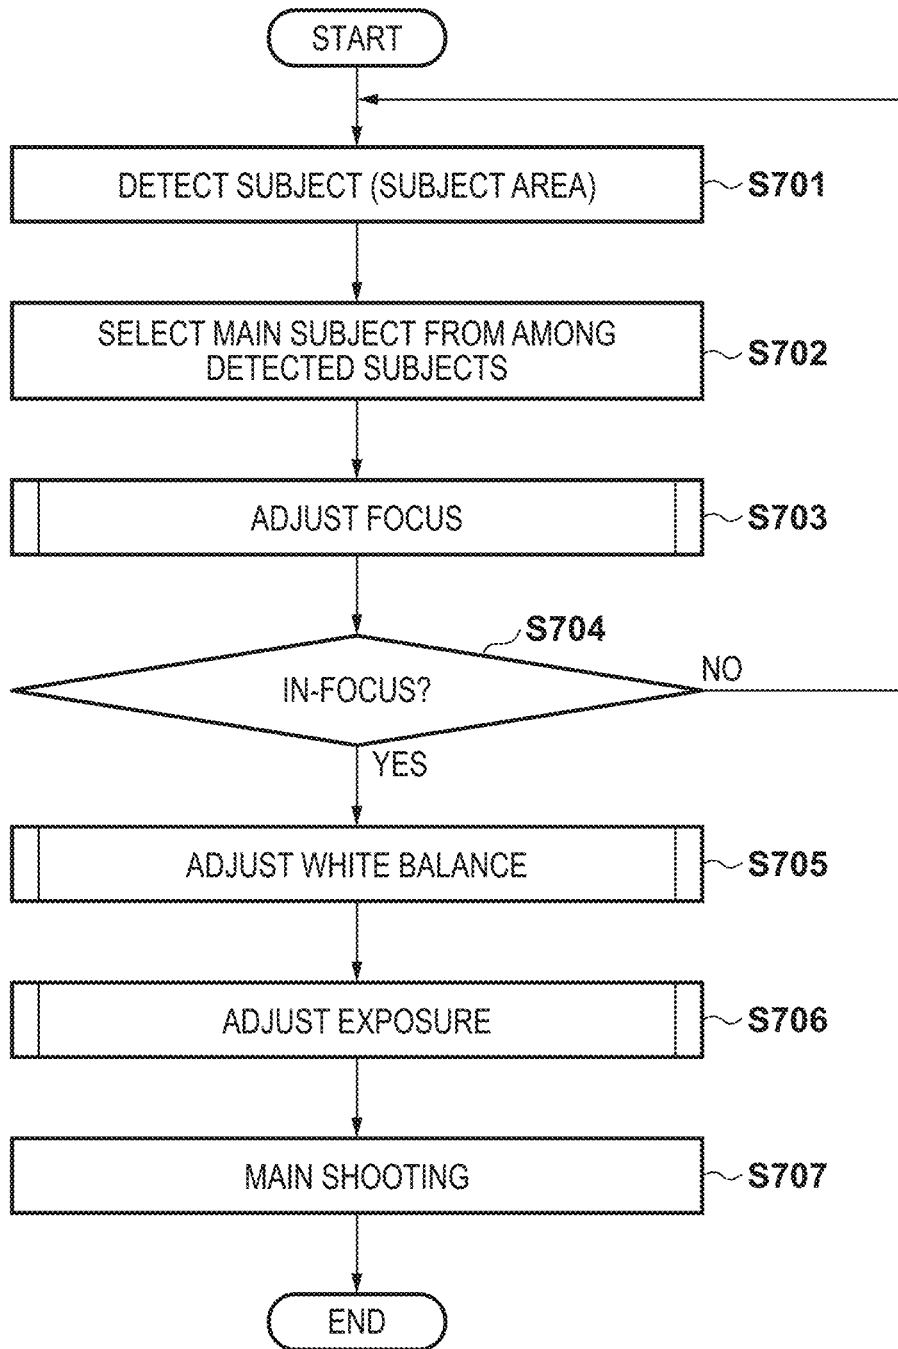 START
DETECT SUBJECT (SUBJECT AREA)
S701
SELECT MAIN SUBJECT FROM AMONG
DETECTED SUBJECTS
S702
ADJUST FOCUS
S703
S704
IN-FOCUS?
NO
YES
ADJUST WHITE BALANCE
S705
ADJUST EXPOSURE
S706
MAIN SHOOTING
S707
END